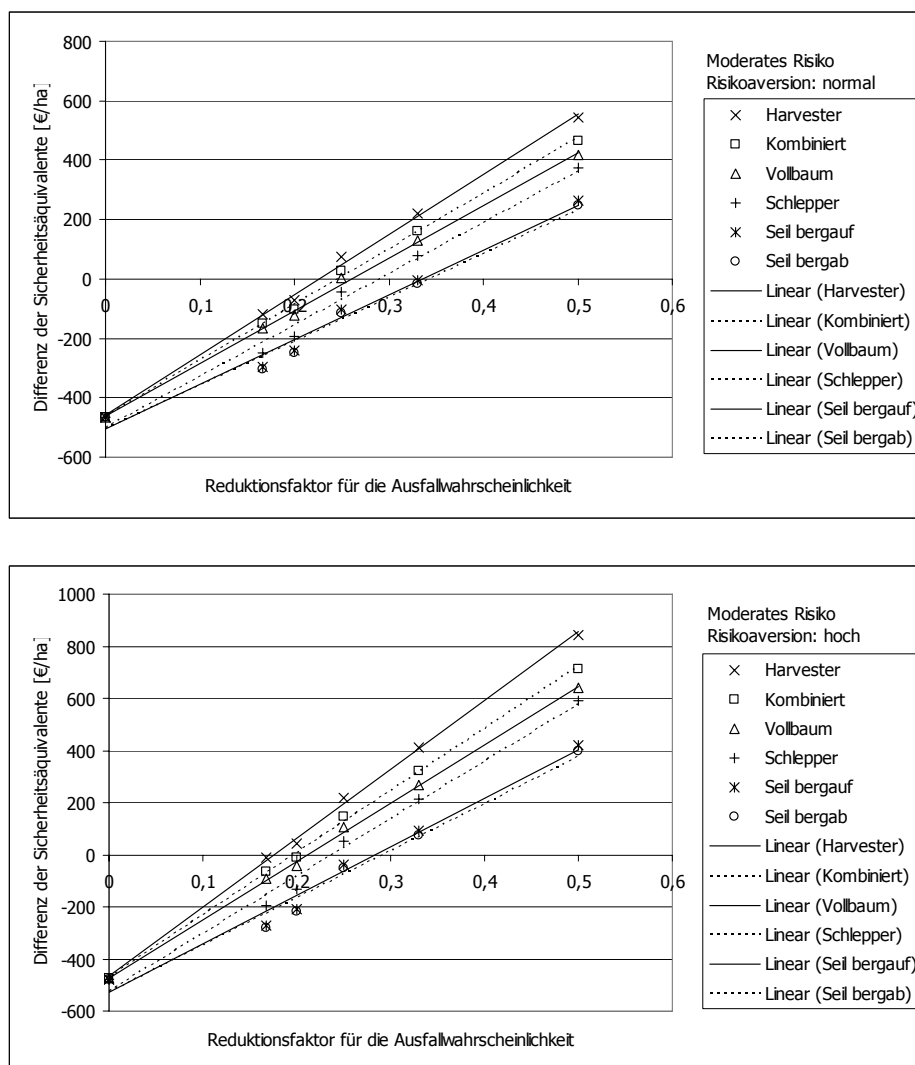 800
600
400
200
0
-200
-400
-600
0 0,1 0,2 0,3 0,4 0,5 0,6
Differenz der Sicherheitsäquivalente [€/ha]
Reduktionsfaktor für die Ausfallwahrscheinlichkeit
Moderates Risiko
Risikoaversion: normal
Harvester
Kombiniert
Vollbaum
Schlepper
Seil bergauf
Seil bergab
Linear (Harvester)
Linear (Kombiniert)
Linear (Vollbaum)
Linear (Schlepper)
Linear (Seil bergauf)
Linear (Seil bergab)
1000
800
600
400
200
0
-200
-400
-600
0 0,1 0,2 0,3 0,4 0,5 0,6
Differenz der Sicherheitsäquivalente [€/ha]
Reduktionsfaktor für die Ausfallwahrscheinlichkeit
Moderates Risiko
Risikoaversion: hoch
Harvester
Kombiniert
Vollbaum
Schlepper
Seil bergauf
Seil bergab
Linear (Harvester)
Linear (Kombiniert)
Linear (Vollbaum)
Linear (Schlepper)
Linear (Seil bergauf)
Linear (Seil bergab)